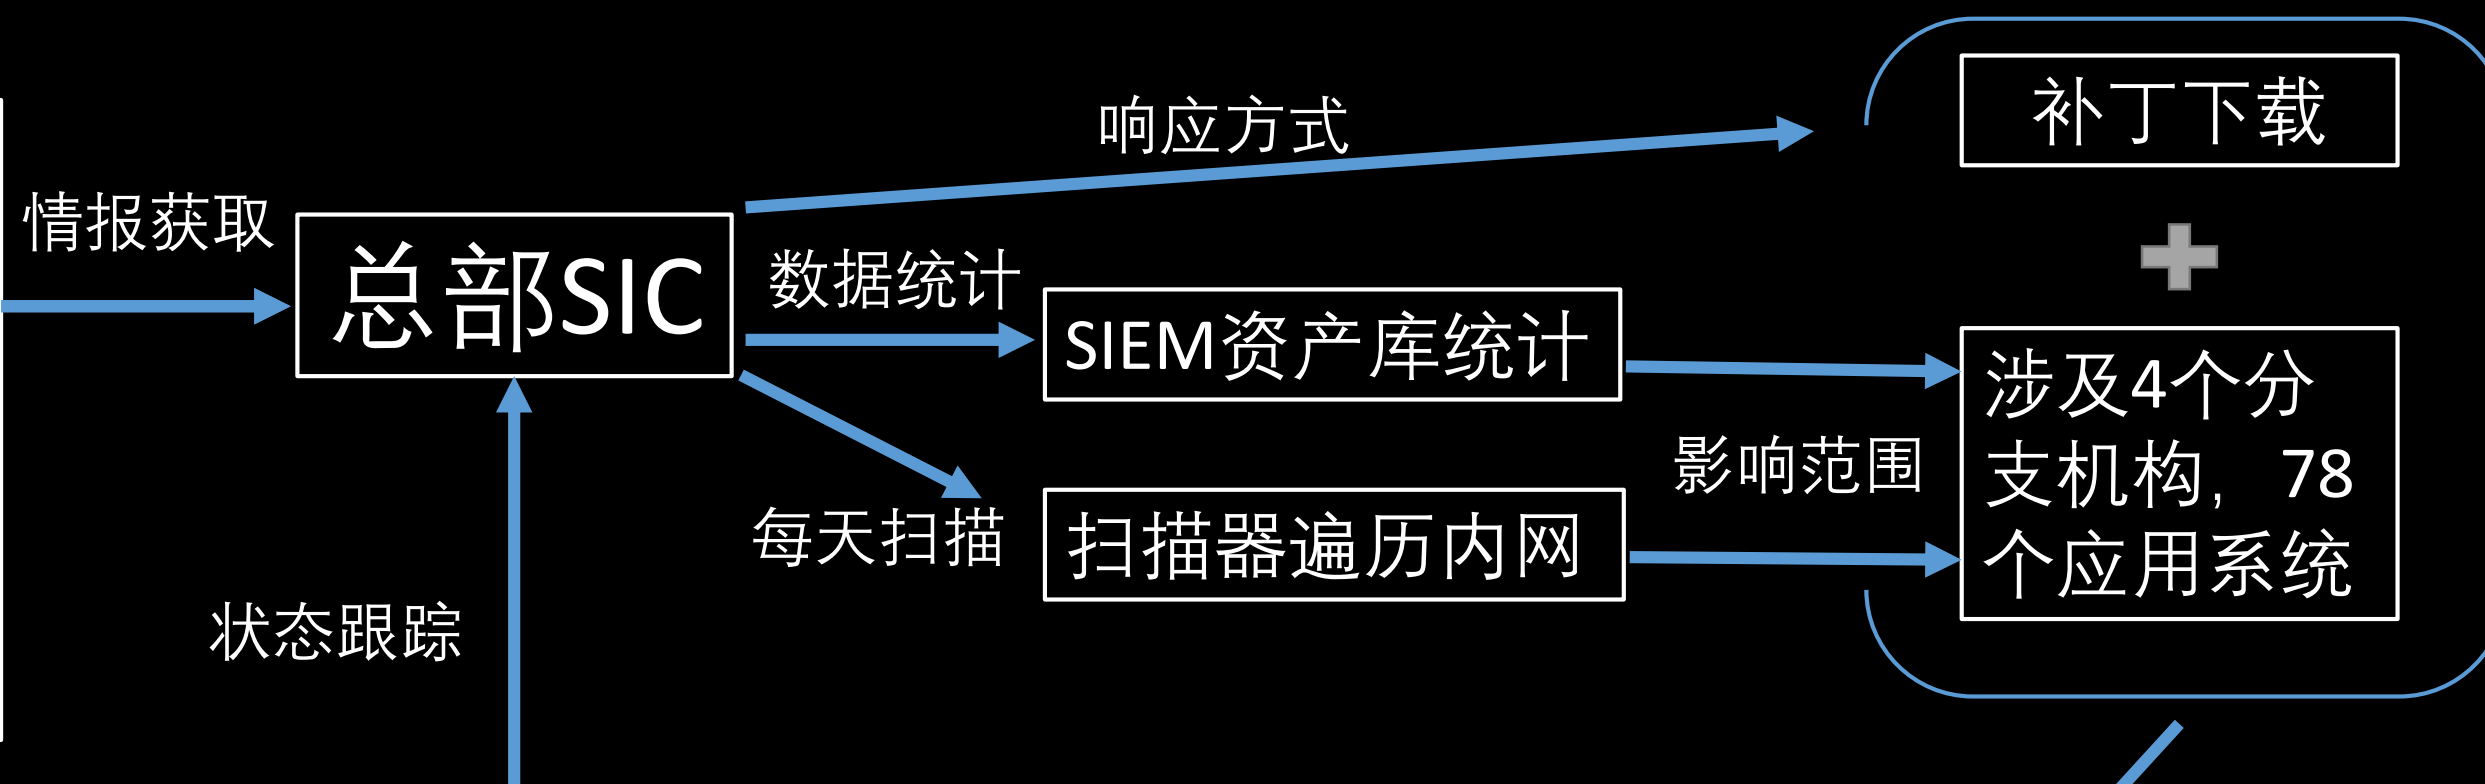 响应方式
补丁下载
情报获取
总部SIC
数据统计
SIEM资产库统计
涉及4个分
支机构，78
个应用系统
影响范围
每天扫描
扫描器遍历内网
状态跟踪